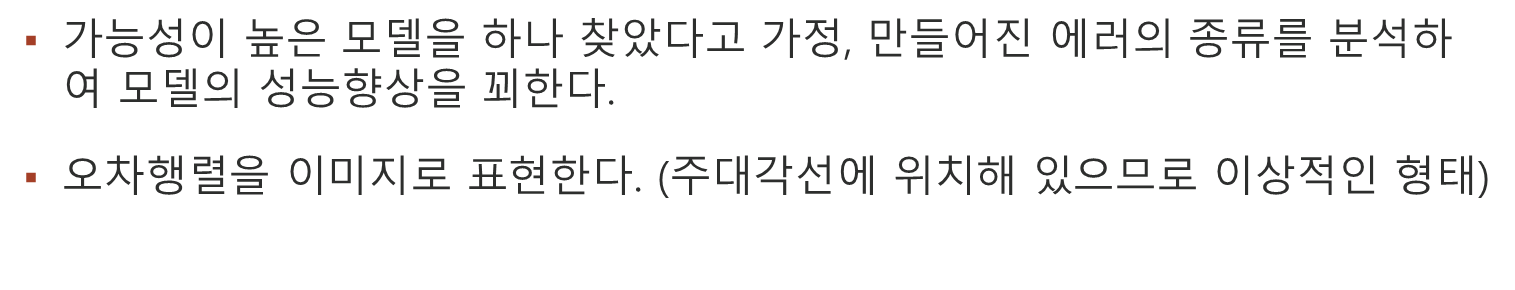 ▪ 가능성이 높은 모델을 하나 찾았다고 가정, 만들어진 에러의 종류를 분석하
여 모델의 성능향상을 꾀한다.
▪ 오차행렬을 이미지로 표현한다. (주대각선에 위치해 있으므로 이상적인 형태)